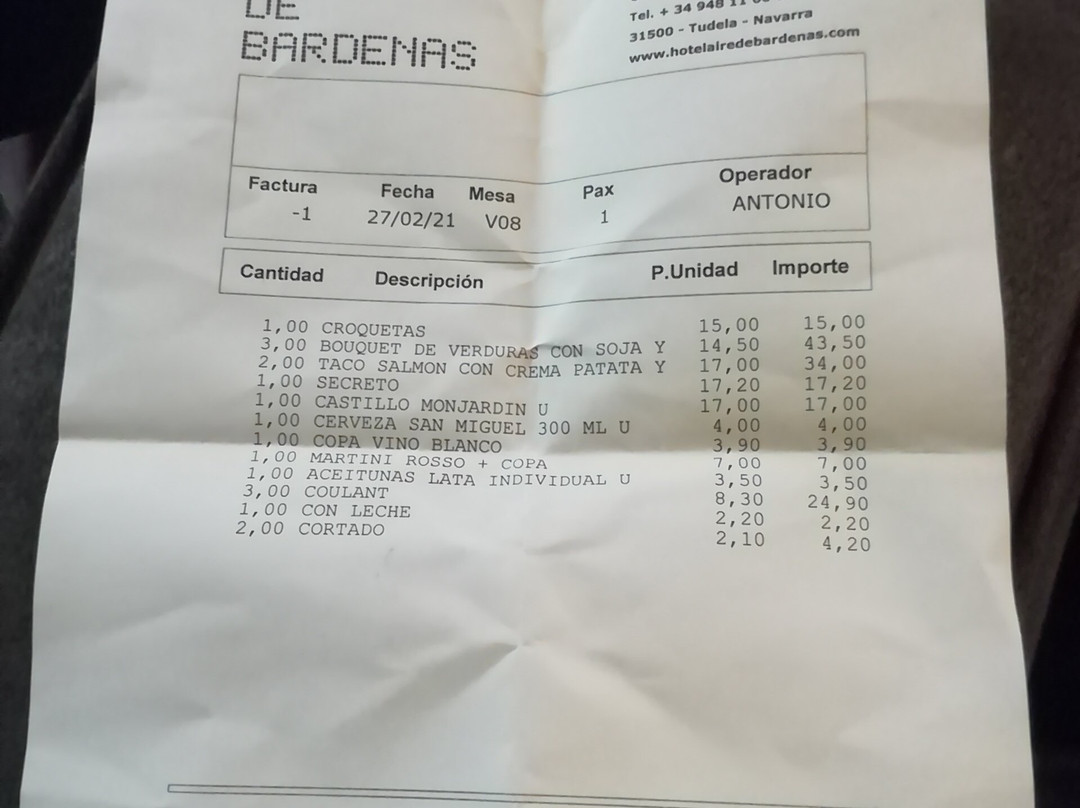 DE
BARDENAS
Tel. + 34 948 11
31500 - Tudela - Navarra
www.hotelairedebardenas.com
Factura Fecha Mesa Pax Operador
-1 27/02/21 V08 1 ANTONIO
Cantidad Descripción P.Unidad Importe
1,00 CROQUETAS 15,00 15,00
3,00 BOUQUET DE VERDURAS CON SOJA Y 14,50 43,50
2,00 TACO SALMON CON CREMA PATATA Y 17,00 34,00
1,00 SECRETO 17,20 17,20
1,00 CASTILLO MONJARDIN U 17,00 17,00
1,00 CERVEZA SAN MIGUEL 300 ML U 4,00 4,00
1,00 COPA VINO BLANCO 3,90 3,90
1,00 MARTINI ROSSO + COPA 7,00 7,00
1,00 ACEITUNAS LATA INDIVIDUAL U 3,50 3,50
3,00 COULANT 8,30 24,90
1,00 CON LECHE 2,20 2,20
2,00 CORTADO 2,10 4,20